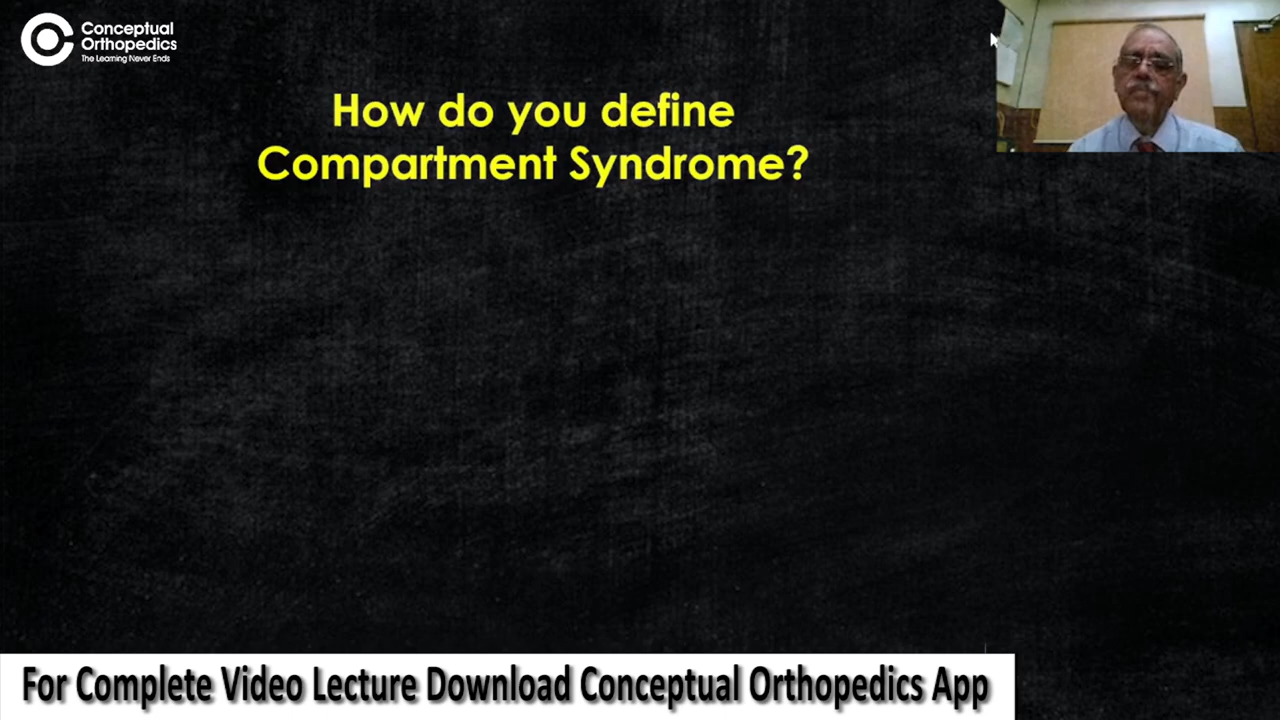 Conceptual
Orthopedics
The Learning Never Ends
How do you define
Compartment Syndrome?
For Complete Video Lecture Download Conceptual Orthopedics App